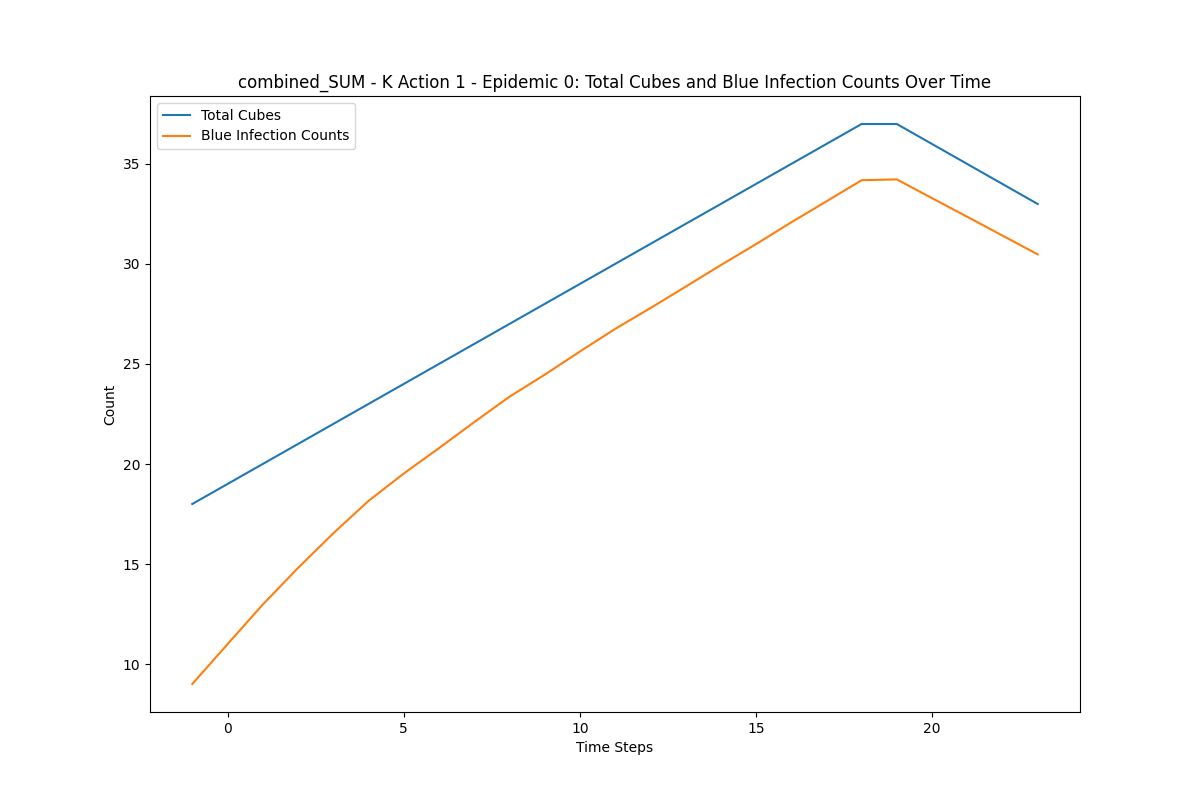 combined_SUM - K Action 1 - Epidemic 0: Total Cubes and Blue Infection Counts Over Time
Total Cubes
Blue Infection Counts
35
30
25
20
15
10
Count
0
5
10
15
20
Time Steps